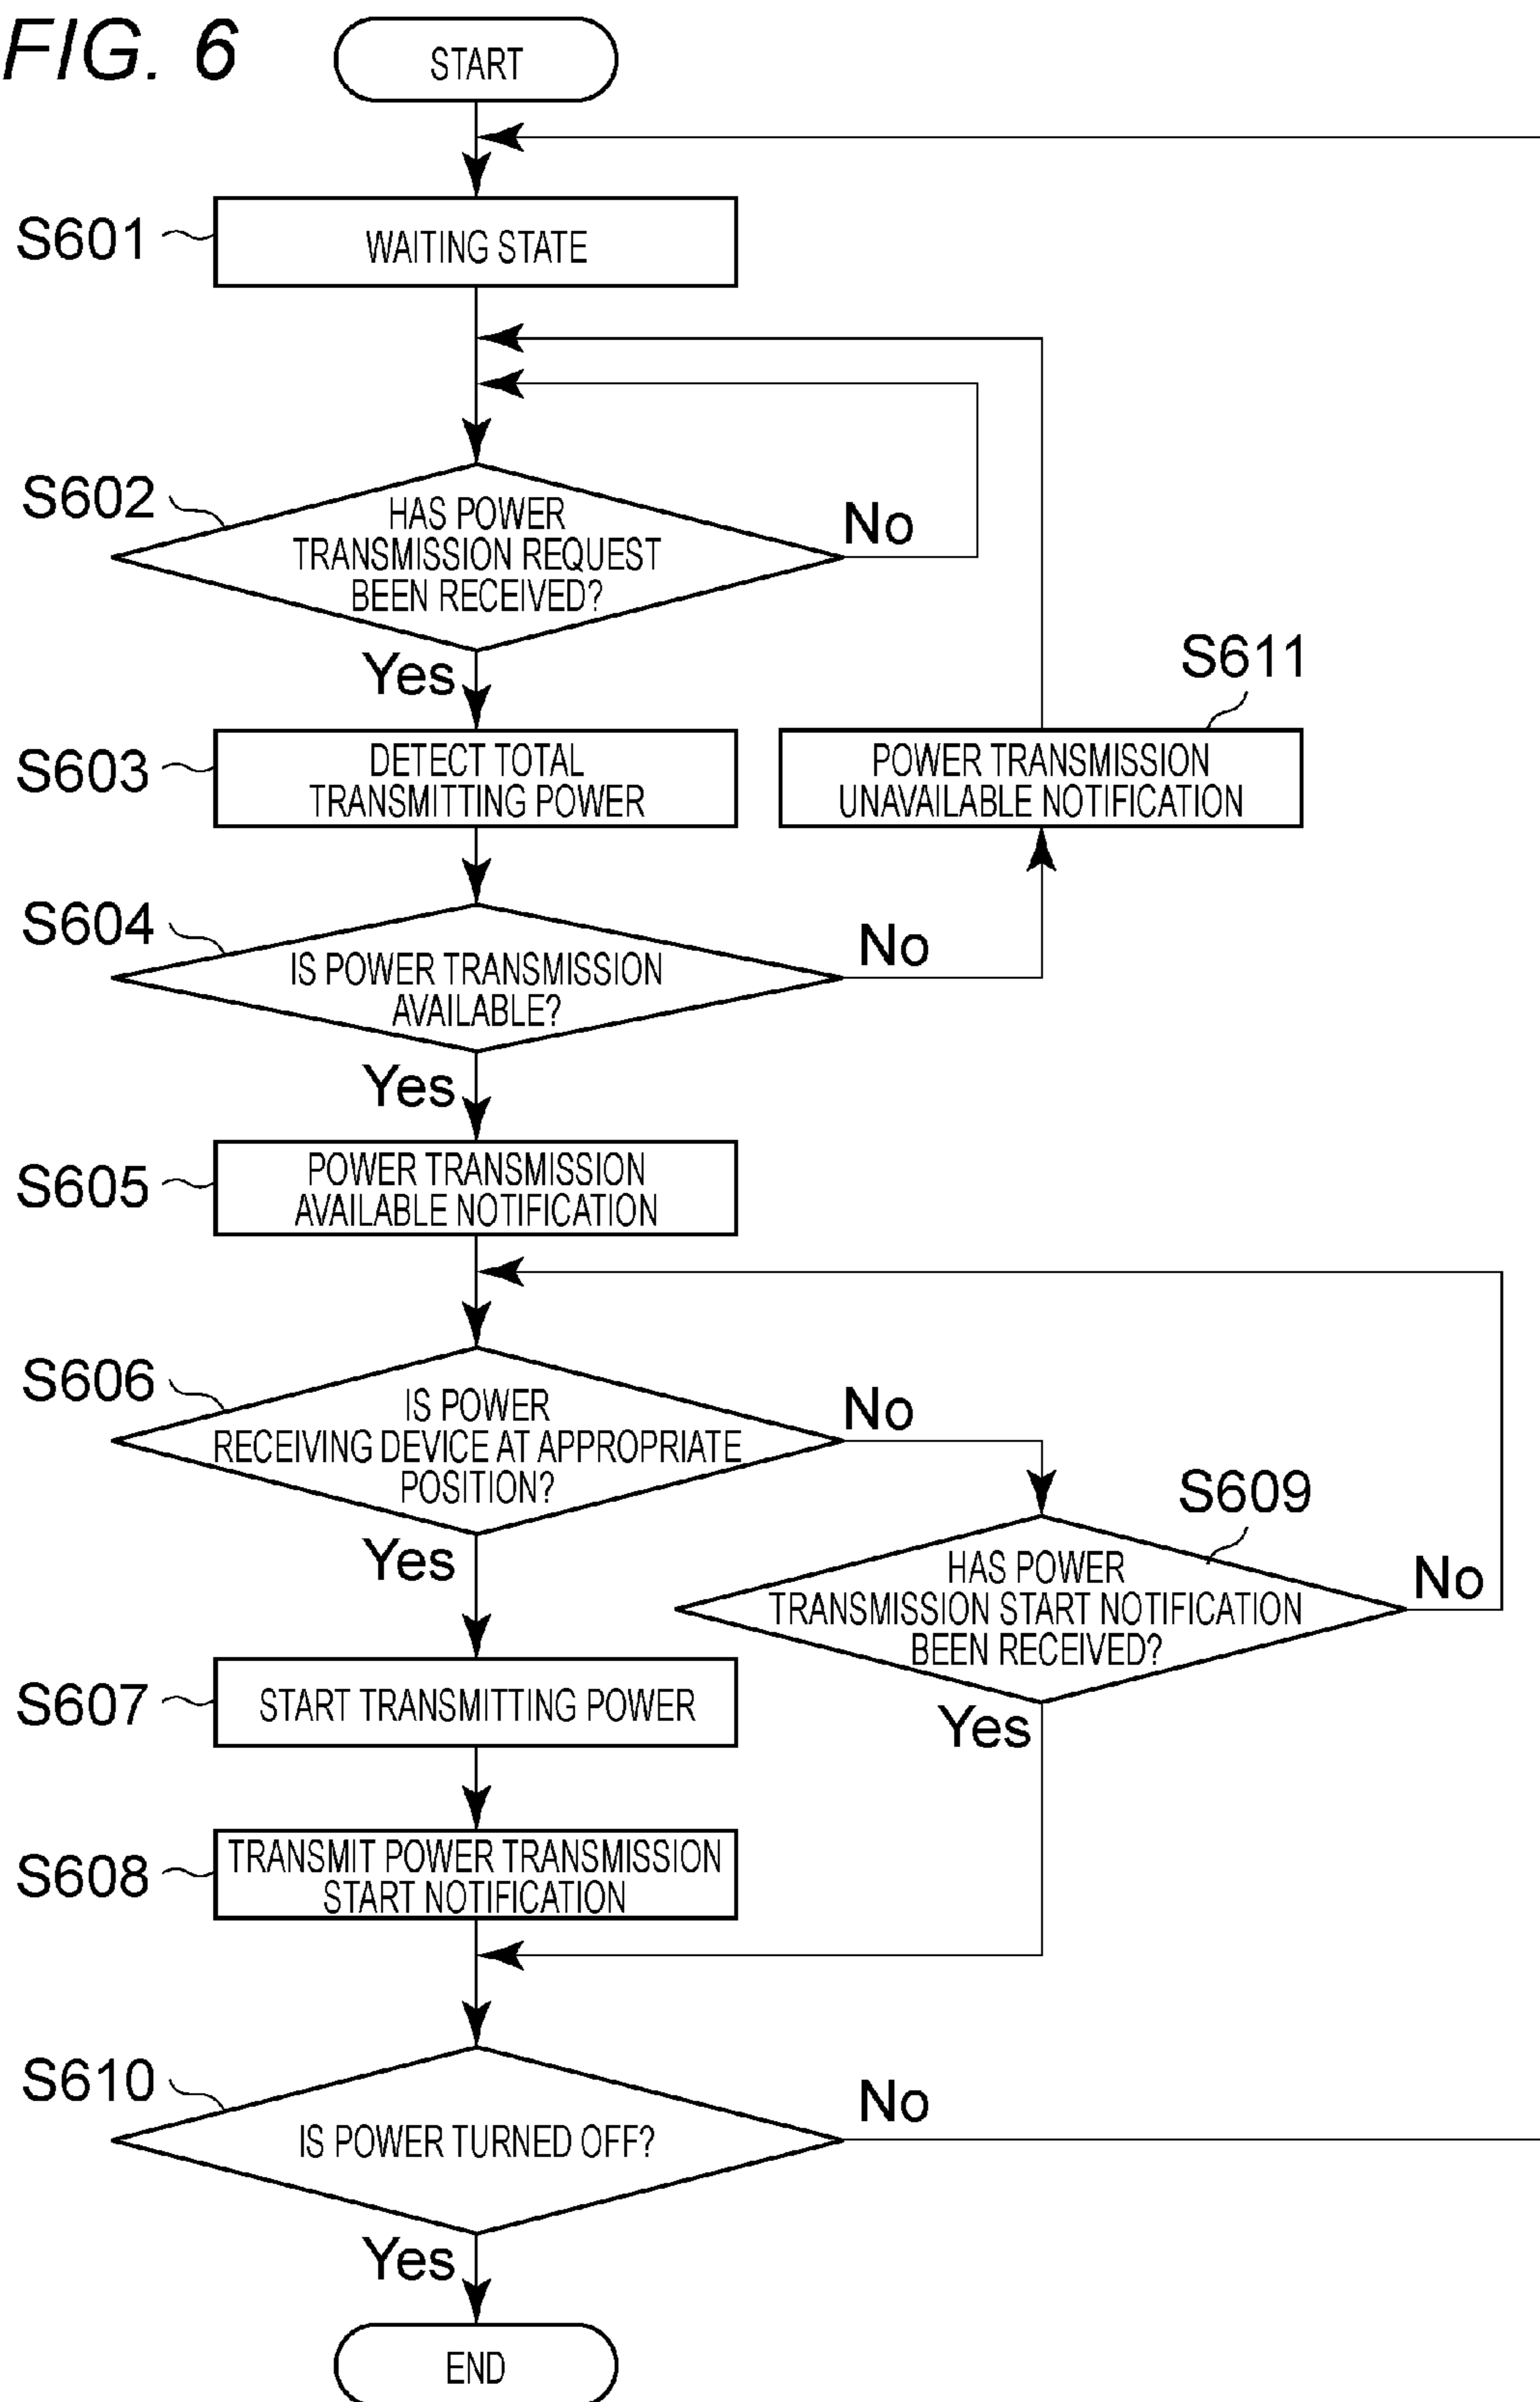 FIG. 6
START
S601
WAITING STATE
S602
HAS POWER
TRANSMISSION REQUEST
BEEN RECEIVED?
No
Yes
S603
DETECT TOTAL
TRANSMITTING POWER
S611
POWER TRANSMISSION
UNAVAILABLE NOTIFICATION
S604
IS POWER TRANSMISSION
AVAILABLE?
No
Yes
S605
POWER TRANSMISSION
AVAILABLE NOTIFICATION
S606
IS POWER
RECEIVING DEVICE AT APPROPRIATE
POSITION?
No
Yes
S609
HAS POWER
TRANSMISSION START NOTIFICATION
BEEN RECEIVED?
No
Yes
S607
START TRANSMITTING POWER
S608
TRANSMIT POWER TRANSMISSION
START NOTIFICATION
S610
IS POWER TURNED OFF?
No
Yes
END